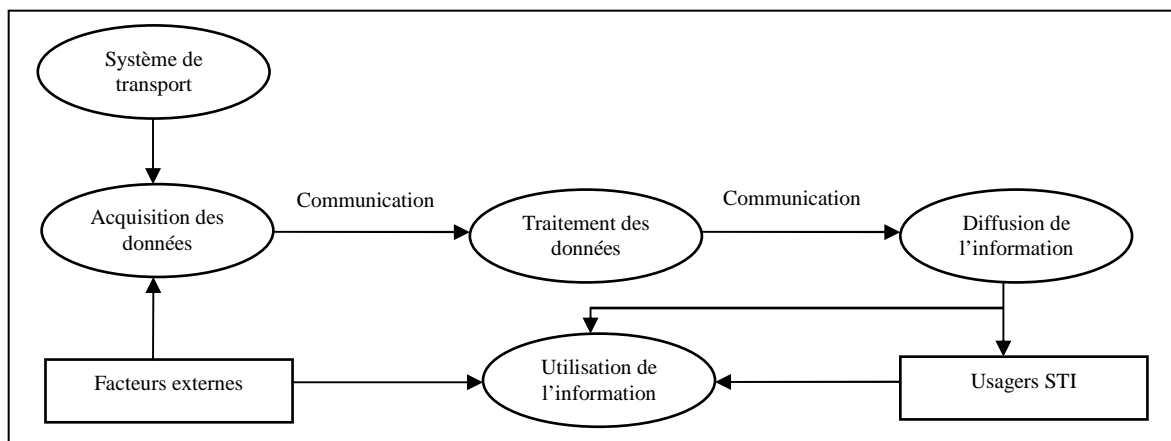 Système de
transport
Communication
Communication
Acquisition des
données
Traitement des
données
Diffusion de
l’information
Facteurs externes
Utilisation de
l’information
Usagers STI